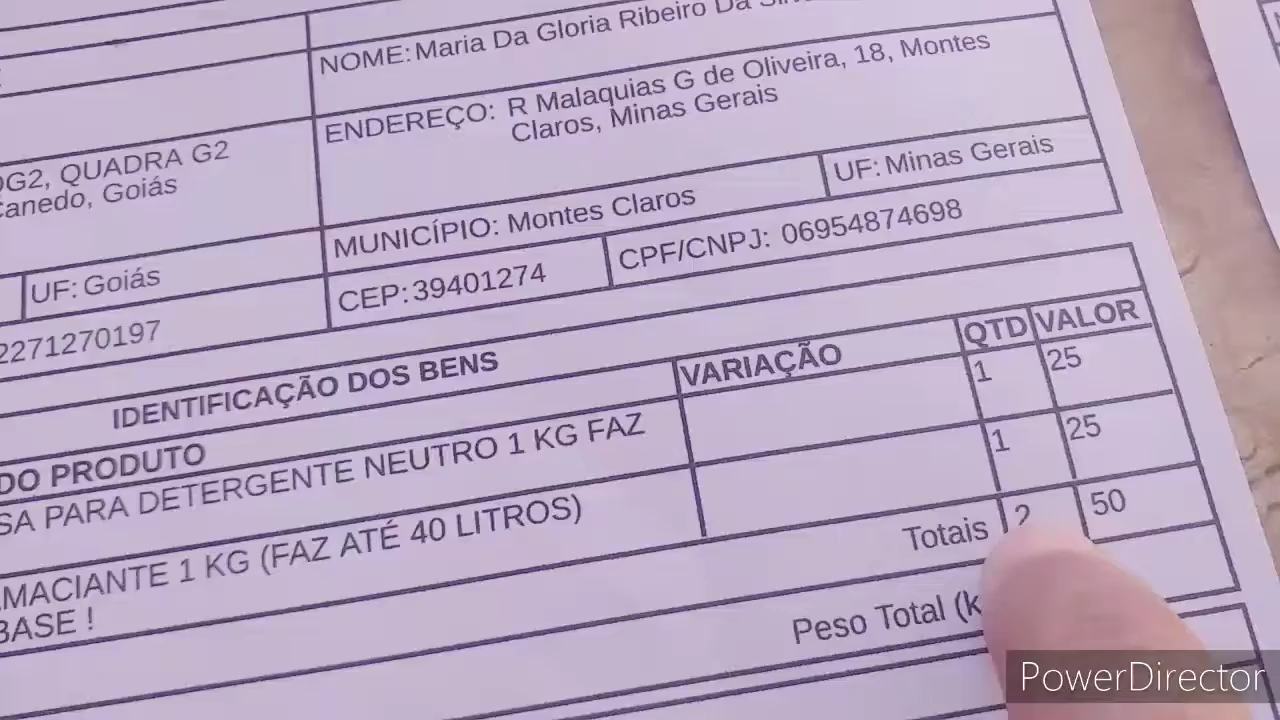 NOME: Maria Da Gloria Ribeiro Da
ENDEREÇO: R Malaquias G de Oliveira, 18, Montes
Claros, Minas Gerais
QUADRA G2
Goiás
MUNICÍPIO: Montes Claros
UF: Minas Gerais
UF: Goiás
CEP: 39401274
CPF/CNPJ: 06954874698
2271270197
IDENTIFICAÇÃO DOS BENS
DO PRODUTO
VARIAÇÃO
QTD
VALOR
PARA DETERGENTE NEUTRO 1 KG FAZ
1
25
MACIANTE 1 KG (FAZ ATÉ 40 LITROS)
BASE !
1
25
Totais
2
50
Peso Total
PowerDirector